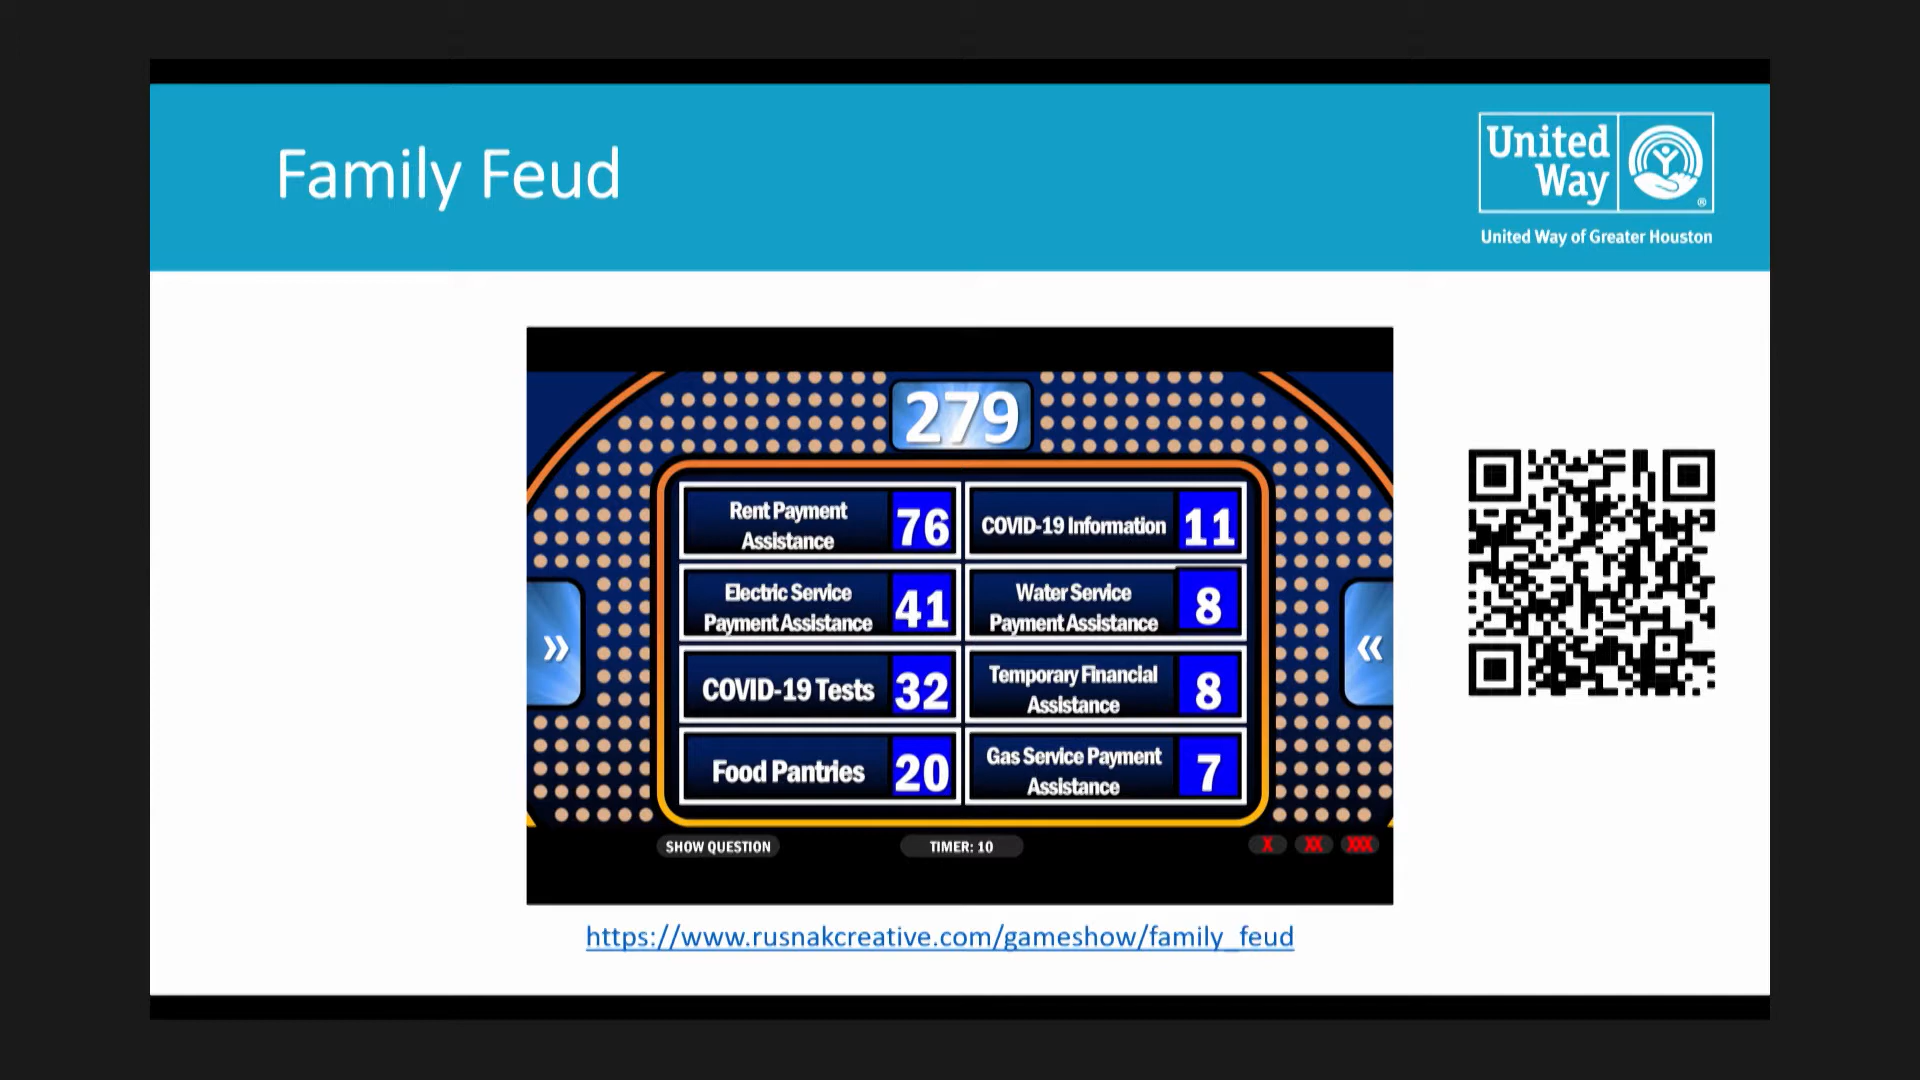 Family Feud
United
Way
®
United Way of Greater Houston
279
Rent Payment
Assistance
76
COVID-19 Information
11
Electric Service
Payment Assistance
41
Water Service
Payment Assistance
8
COVID-19 Tests
32
Temporary Financial
Assistance
8
Food Pantries
20
Gas Service Payment
Assistance
7
»
«
SHOW QUESTION
TIMER: 10
X
XX
XXX
https://www.rusnakcreative.com/gameshow/family_feud